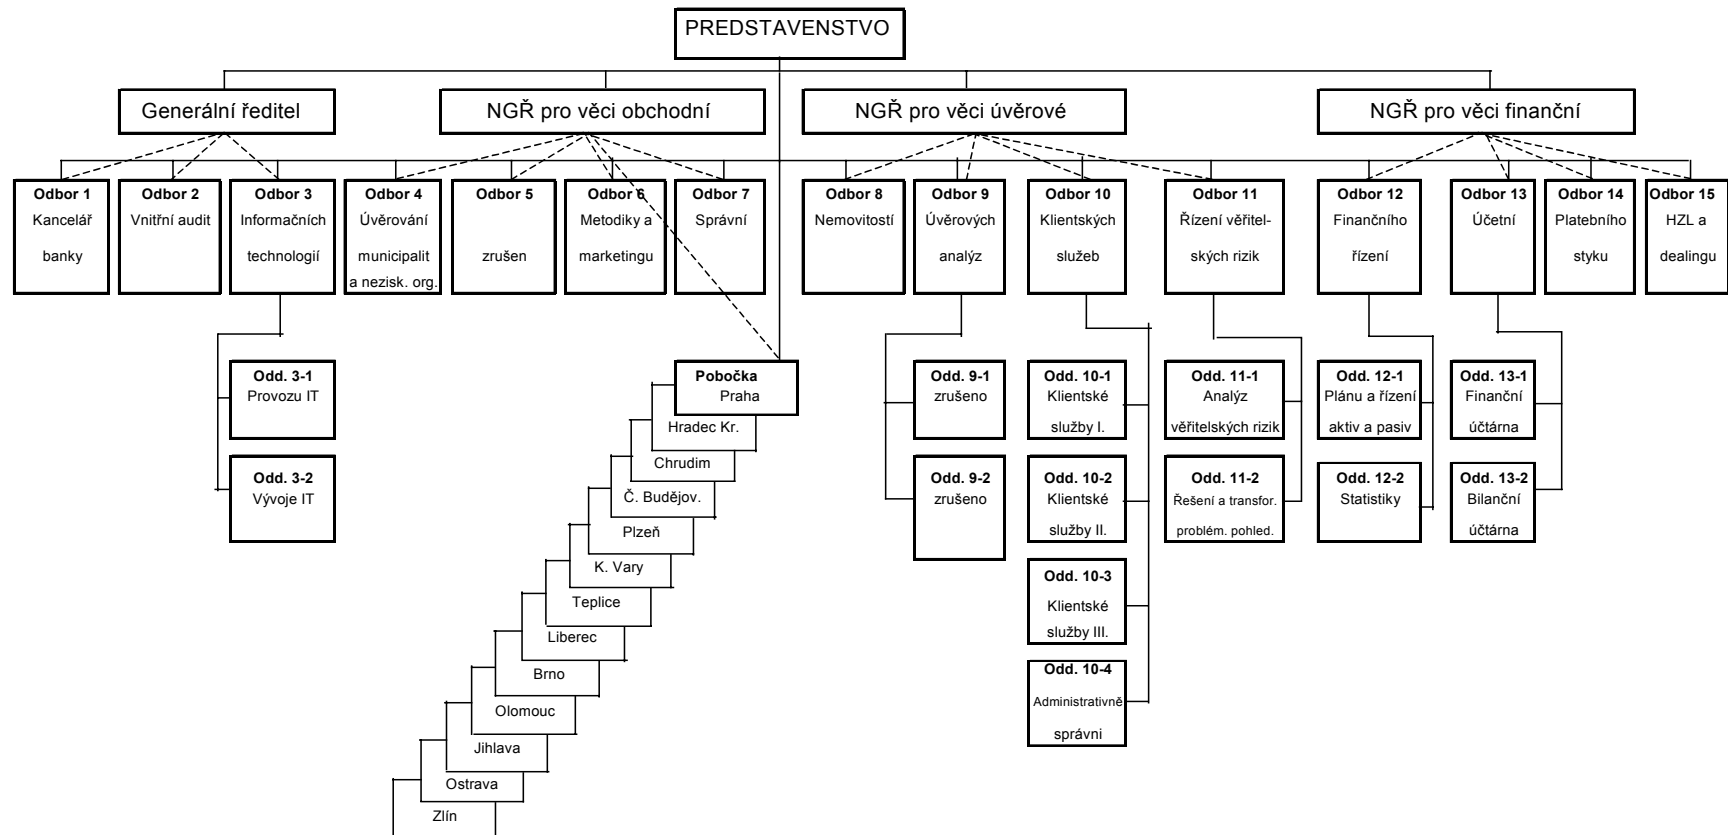 PREDSTAVENSTVO
Generální ředitel
NGŘ pro věci obchodní
NGŘ pro věci úvěrové
NGŘ pro věci finanční
Odbor 1
Kancelář
banky
Odbor 2
Vnitřní audit
Odbor 3
Informačních
technologií
Odbor 4
Úvěrování
municipalit
a nezisk. org.
Odbor 5
zrušen
Odbor 6
Metodiky a
marketingu
Odbor 7
Správní
Odbor 8
Nemovitostí
Odbor 9
Úvěrových
analýz
Odbor 10
Klientských
služeb
Odbor 11
Řízení věřitel-
ských rizik
Odbor 12
Finančního
řízení
Odbor 13
Účetní
Odbor 14
Platebního
styku
Odbor 15
HZL a
dealingu
Odd. 3-1
Provozu IT
Odd. 3-2
Vývoje IT
Pobočka
Praha
Hradec Kr.
Chrudim
Č. Budějov.
Plzeň
K. Vary
Teplice
Liberec
Brno
Olomouc
Jihlava
Ostrava
Zlín
Odd. 9-1
zrušeno
Odd. 9-2
zrušeno
Odd. 10-1
Klientské
služby I.
Odd. 10-2
Klientské
služby II.
Odd. 10-3
Klientské
služby III.
Odd. 10-4
Administrativně
správni
Odd. 11-1
Analýz
věřitelských rizik
Odd. 11-2
Řešení a transfor.
problém. pohled.
Odd. 12-1
Plánu a řízení
aktiv a pasiv
Odd. 12-2
Statistiky
Odd. 13-1
Finanční
účtárna
Odd. 13-2
Bilanční
účtárna